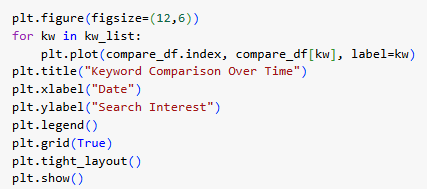 plt.figure(figsize=(12,6))
for kw in kw_list:
    plt.plot(compare_df.index, compare_df[kw], label=kw)
plt.title("Keyword Comparison Over Time")
plt.xlabel("Date")
plt.ylabel("Search Interest")
plt.legend()
plt.grid(True)
plt.tight_layout()
plt.show()